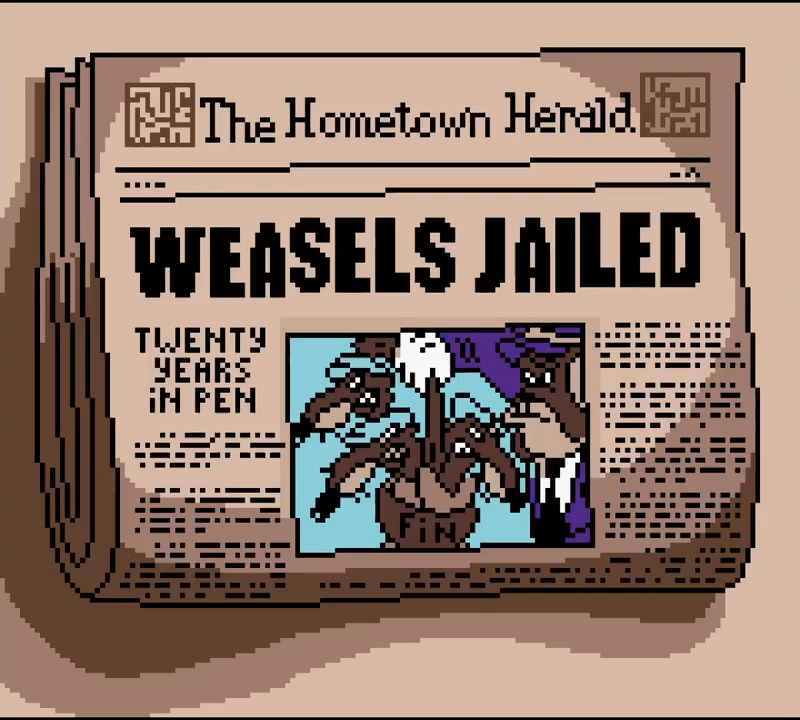 The Hometown Herald
WEASELS JAILED
TWENTY
YEARS
iN PEN
FIN